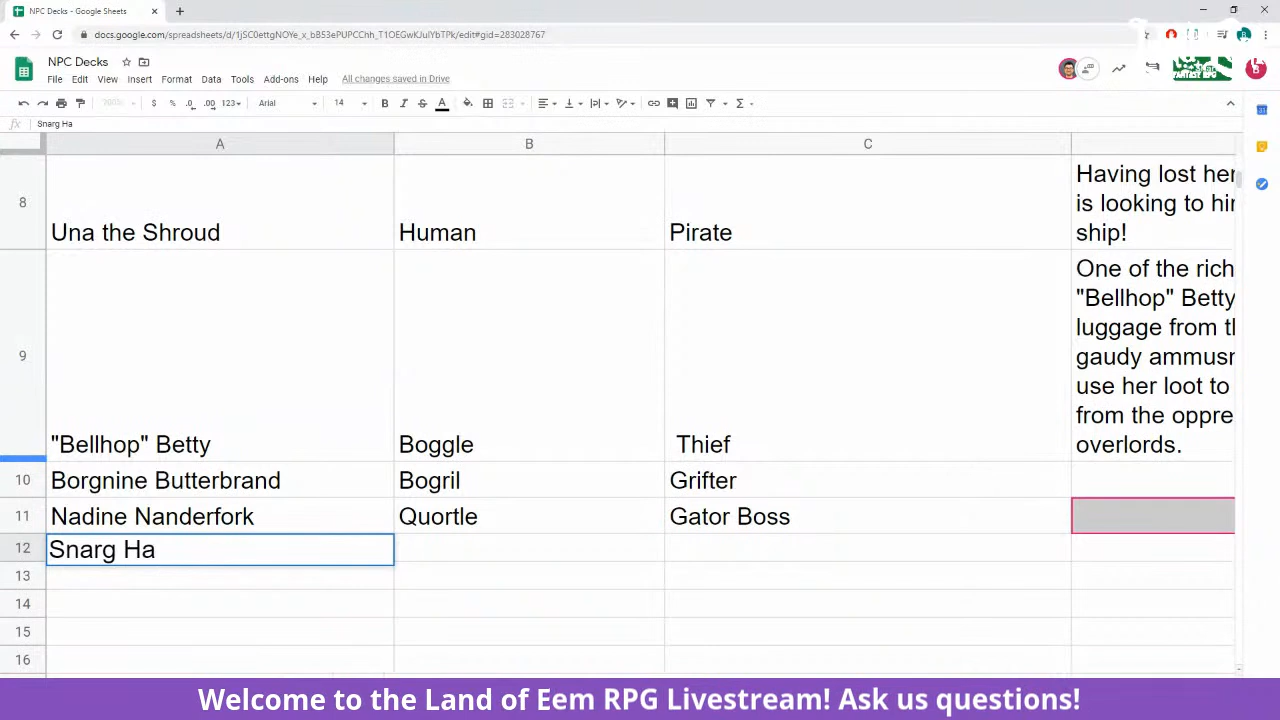 NPC Decks - Google Sheets
docs.google.com/spreadsheets/d/1jSC0ettgNOYe_x_bB53ePUPCChh_T1OEGwKJulYbTPk/edit#gid=283028767
NPC Decks
File Edit View Insert Format Data Tools Add-ons Help All changes saved in Drive
$ % .0 .00 123 Arial 14 B I S A
fx Snarg Ha
A B C
8 Una the Shroud Human Pirate
Having lost her
is looking to hir
ship!
9 "Bellhop" Betty Boggle Thief
One of the rich
"Bellhop" Betty
luggage from th
gaudy ammusr
use her loot to
from the oppre
overlords.
10 Borgnine Butterbrand Bogril Grifter
11 Nadine Nanderfork Quortle Gator Boss
12 Snarg Ha
13
14
15
16
Welcome to the Land of Eem RPG Livestream! Ask us questions!